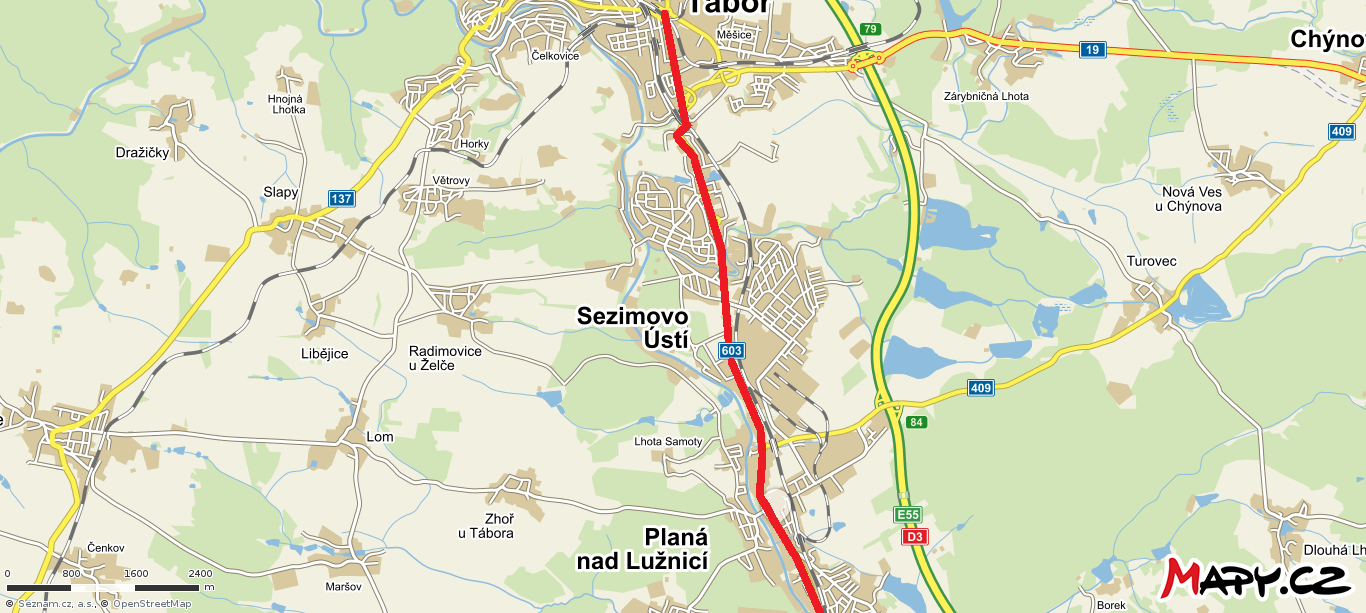 Tábor
79
Měšice
Chýno
19
Čelkovice
Zárybničná Lhota
Hnojná
Lhotka
409
Horky
Dražičky
Větrovy
Slapy
137
Nová Ves
u Chýnova
Turovec
Sezimovo
Ústí
603
Libějice
Radimovice
u Želče
409
e
84
Lom
Lhota Samoty
E55
Zhoř
u Tábora
Planá
nad Lužnicí
D3
Čenkov
Dlouhá Lh
0 800 1600 2400
m
Maršov
MAPY.CZ
© Seznam.cz, a.s., © OpenStreetMap
Borek